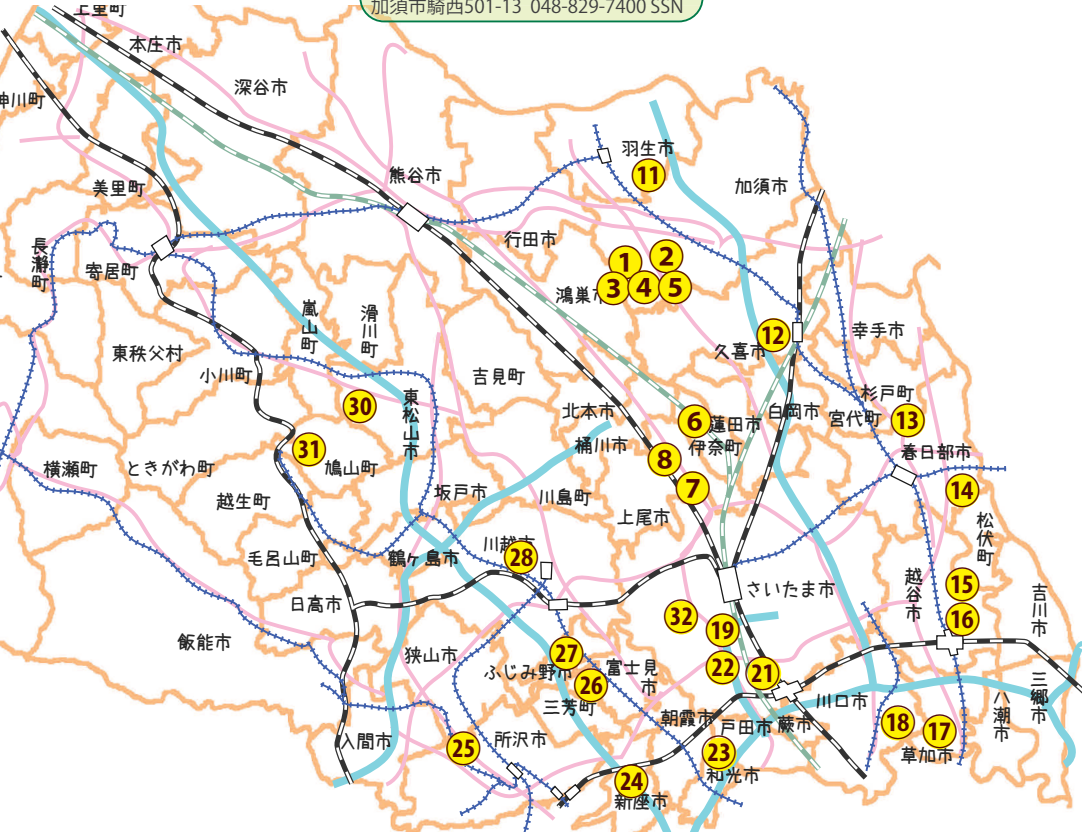 加須市騎西501-13 048-829-7400 SSN
上里町
本庄市
深谷市
神川町
熊谷市
羽生市
11
美里町
加須市
長瀞町
行田市
寄居町
1
2
3
4
5
鴻巣市
嵐山町
滑川町
12
幸手市
久喜市
東秩父村
小川町
吉見町
杉戸町
30
東松山市
北本市
6
蓮田市
白岡市
宮代町
13
31
桶川市
伊奈町
8
春日部市
横瀬町
ときがわ町
鳩山町
7
14
越生町
坂戸市
川島町
上尾市
松伏町
毛呂山町
鶴ヶ島市
川越市
28
さいたま市
越谷市
15
日高市
吉川市
32
19
16
飯能市
狭山市
27
ふじみ野市
富士見市
22
21
26
三芳町
川口市
八潮市
三郷市
朝霞市
戸田市
蕨市
18
17
入間市
25
所沢市
23
草加市
24
和光市
新座市